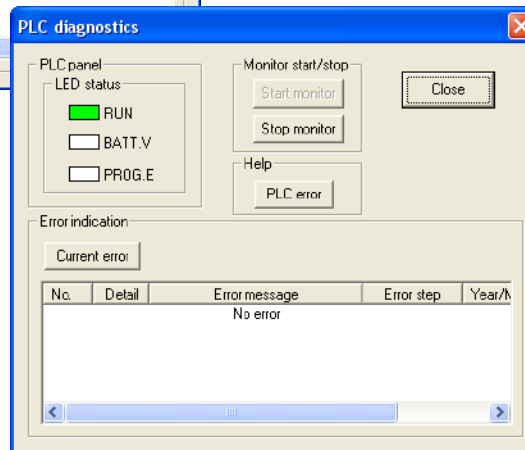 PLC diagnostics
PLC panel
LED status
RUN
BATT.V
PROG.E
Monitor start/stop
Start monitor
Stop monitor
Close
Help
PLC error
Error indication
Current error
No. Detail Error message Error step Year/M
No error